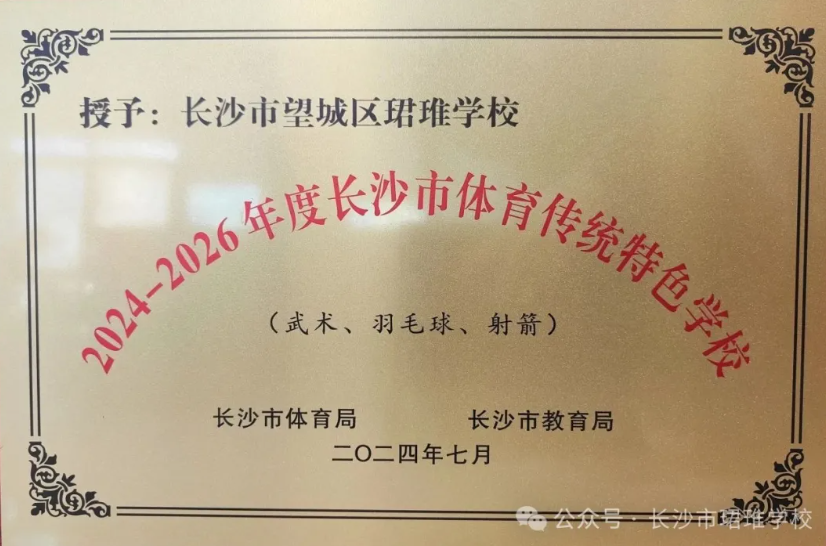 授予：长沙市望城区珺琟学校
2024-2026年度长沙市体育传统特色学校
（武术、羽毛球、射箭）
长沙市体育局 长沙市教育局
二〇二四年七月
公众号·长沙市珺琟学校